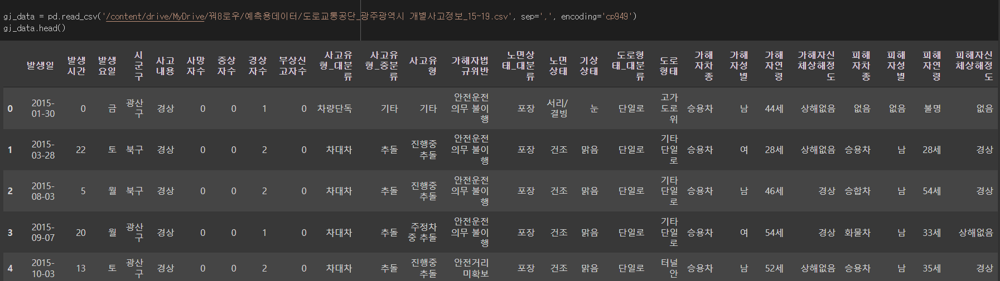 gj_data = pd.read_csv('/content/drive/MyDrive/꿔8로우/예측용데이터/도로교통공단_광주광역시 개별사고정보_15~19.csv', sep=',', encoding='cp949')
gj_data.head()
발생일 발생시간 발생요일 시군구 사고내용 사망자수 중상자수 경상자수 부상신고자수 사고유형_대분류 사고유형_중분류 사고유형 가해자법규위반 노면상태_대분류 노면상태 기상상태 도로형태_대분류 도로형태 가해자차종 가해자성별 가해자연령 가해자신체상해정도 피해자차종 피해자성별 피해자연령 피해자신체상해정도
0 2015-01-30 0 금 광산구 경상 0 0 1 0 차량단독 기타 기타 안전운전 의무 불이행 포장 서리/결빙 눈 단일로 고가도로위 승용차 남 44세 상해없음 없음 없음 불명 없음
1 2015-03-28 22 토 북구 경상 0 0 2 0 차대차 추돌 진행중 추돌 안전운전 의무 불이행 포장 건조 맑음 단일로 기타단일로 승용차 여 28세 상해없음 승용차 남 28세 경상
2 2015-08-03 5 월 북구 경상 0 0 2 0 차대차 추돌 진행중 추돌 안전운전 의무 불이행 포장 건조 맑음 단일로 기타단일로 승용차 남 46세 경상 승합차 남 54세 경상
3 2015-09-07 20 월 광산구 경상 0 0 1 0 차대차 추돌 주정차중 추돌 안전운전 의무 불이행 포장 건조 맑음 단일로 기타단일로 승용차 여 54세 경상 화물차 남 33세 상해없음
4 2015-10-03 13 토 광산구 경상 0 0 2 0 차대차 추돌 진행중 추돌 안전거리 미확보 포장 건조 맑음 단일로 터널안 승용차 남 52세 상해없음 승용차 남 35세 경상